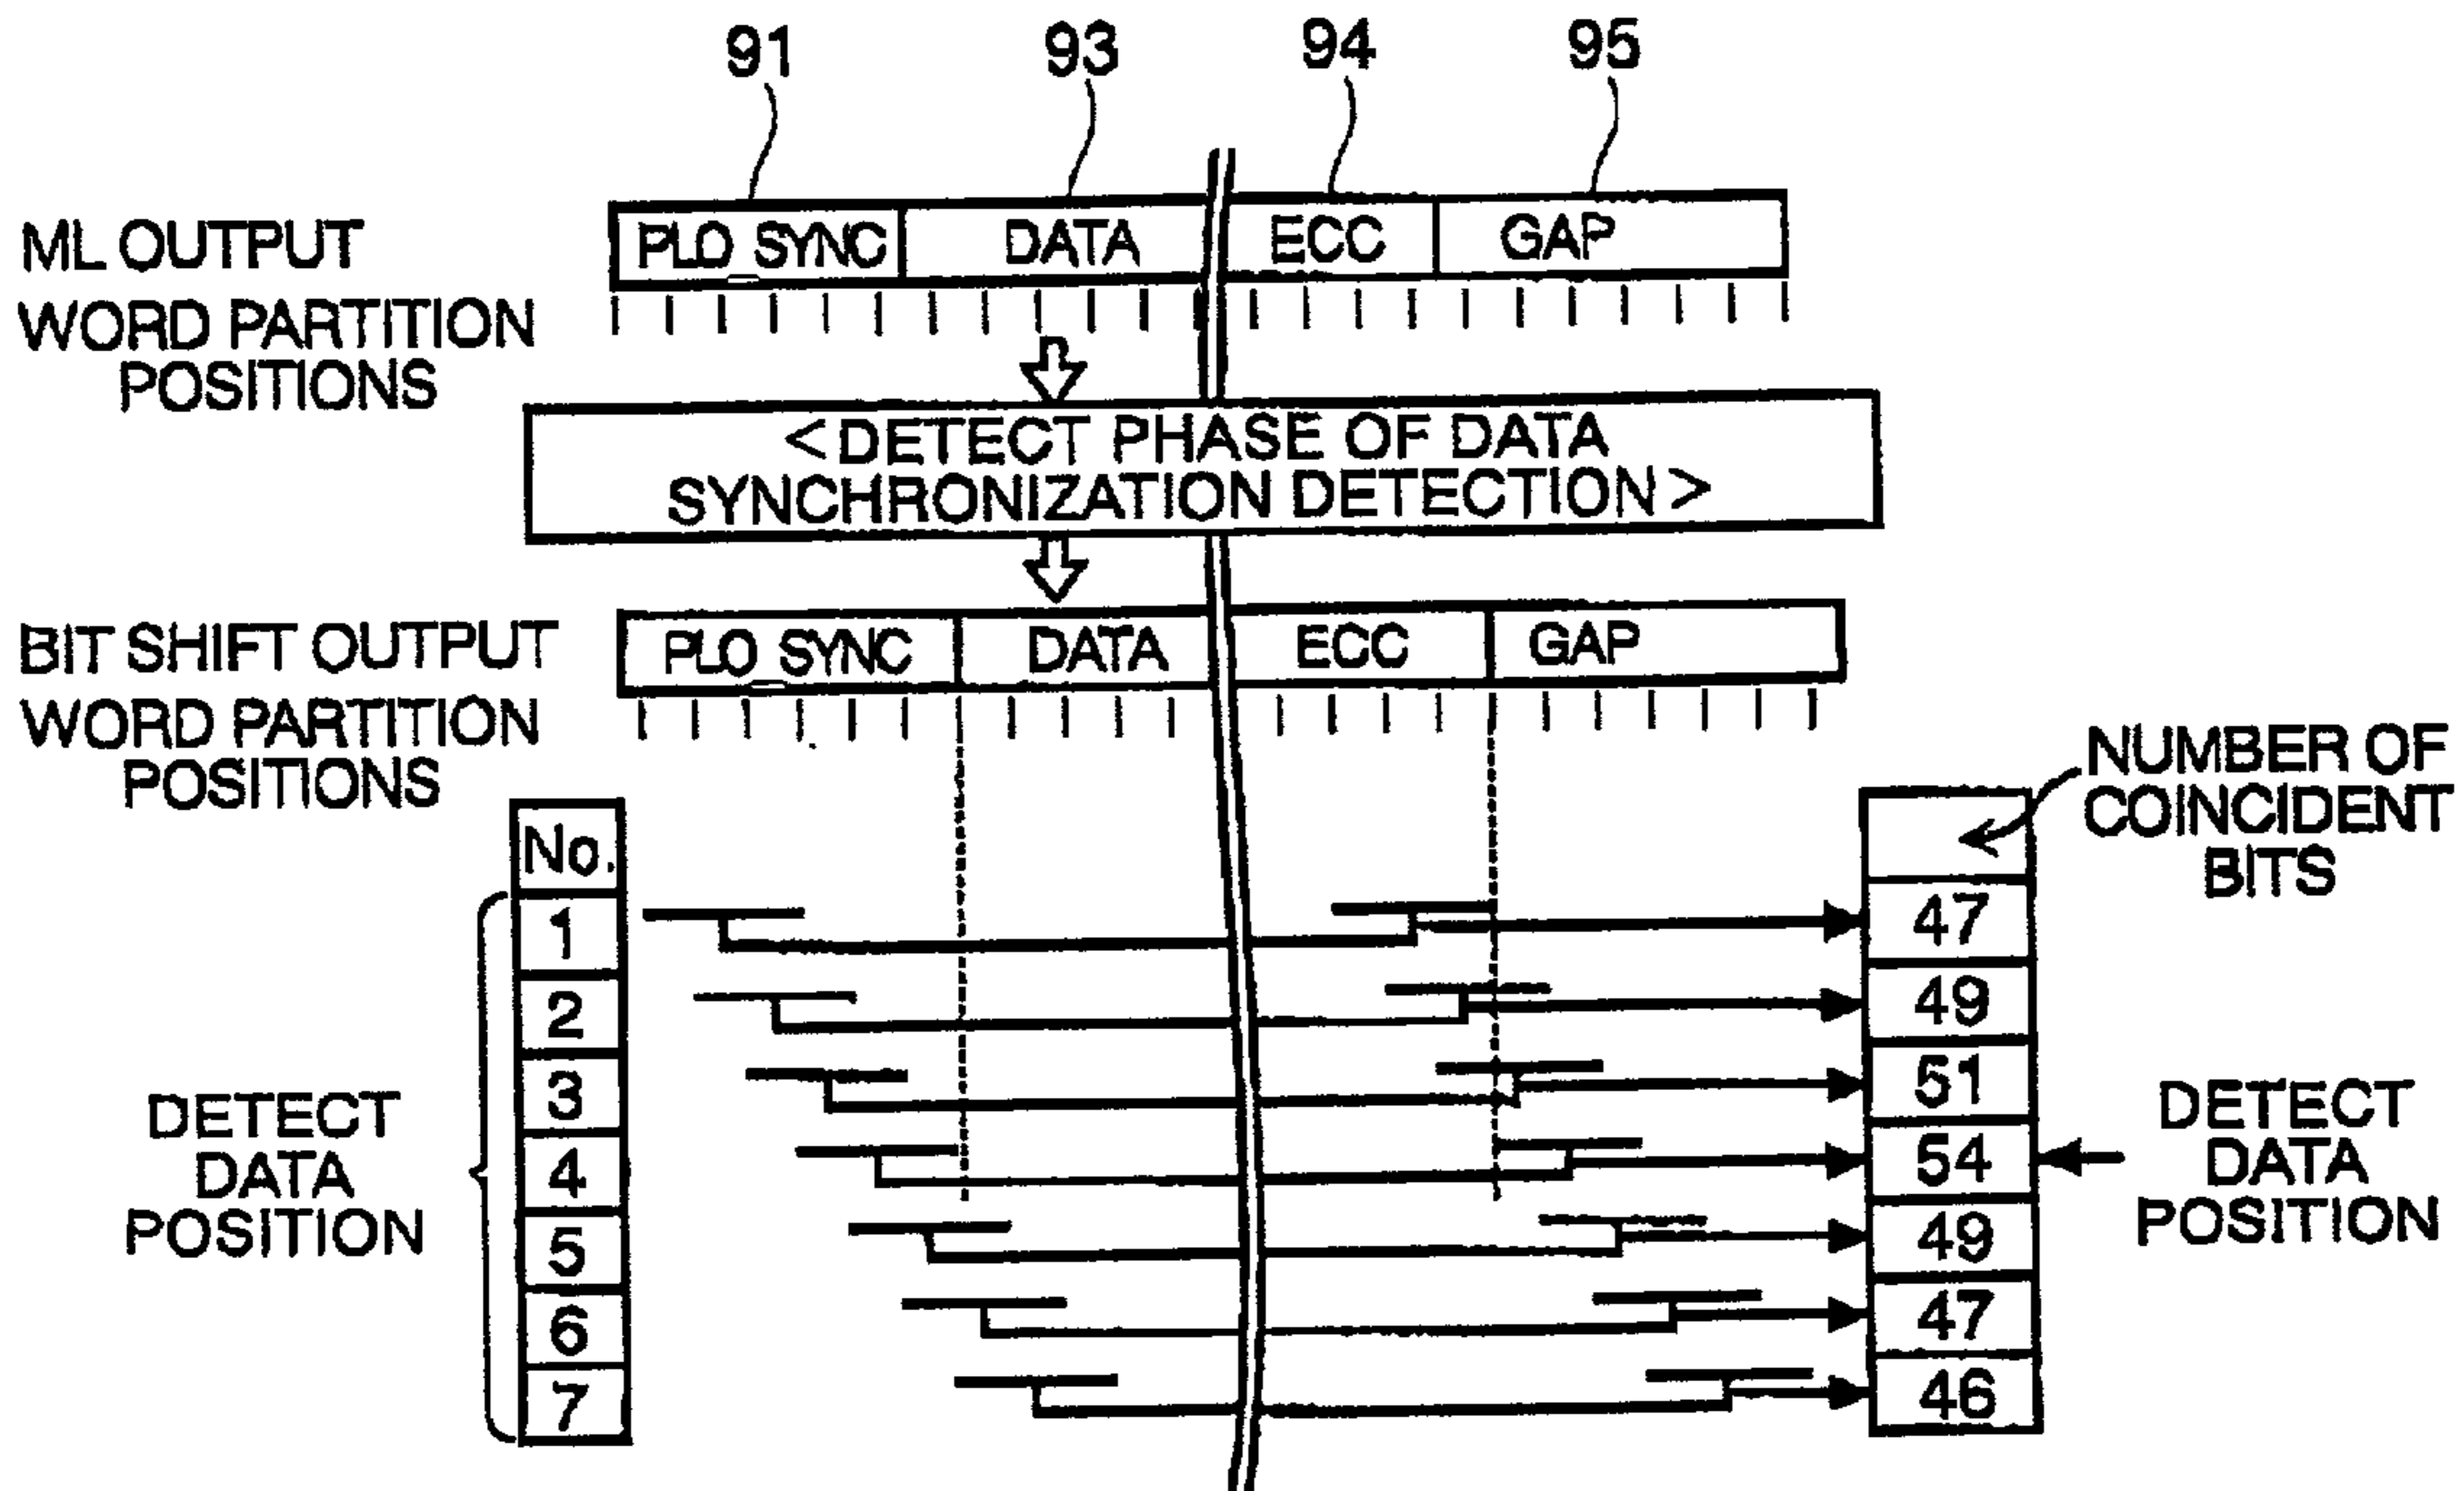 91 93 94 95
ML OUTPUT
PLO SYNC DATA ECC GAP
WORD PARTITION
POSITIONS
<DETECT PHASE OF DATA
SYNCHRONIZATION DETECTION>
BIT SHIFT OUTPUT
PLO SYNC DATA ECC GAP
WORD PARTITION
POSITIONS
NUMBER OF
COINCIDENT
BITS
No.
1 47
2 49
3 51
4 54
5 49
6 47
7 46
DETECT
DATA
POSITION
DETECT
DATA
POSITION